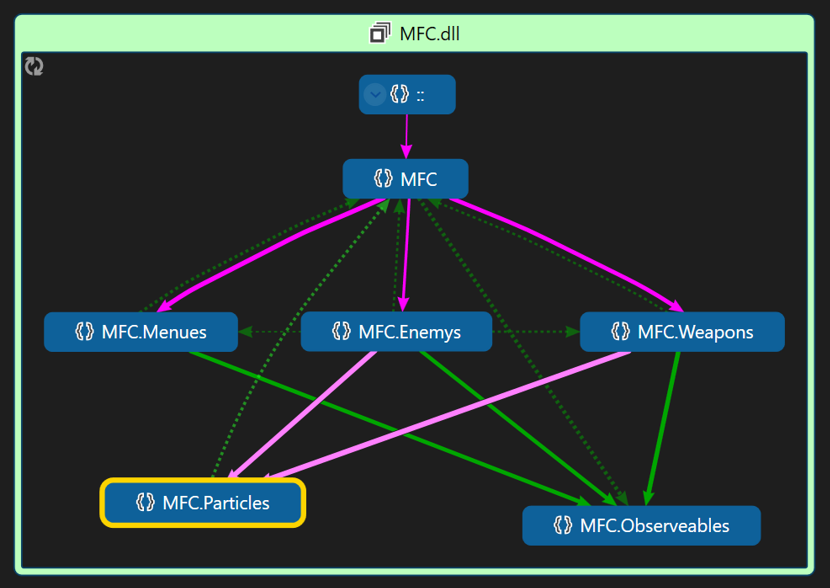 MFC.dll
{} ::
{} MFC
{} MFC.Menues
{} MFC.Enemys
{} MFC.Weapons
{} MFC.Particles
{} MFC.Observeables